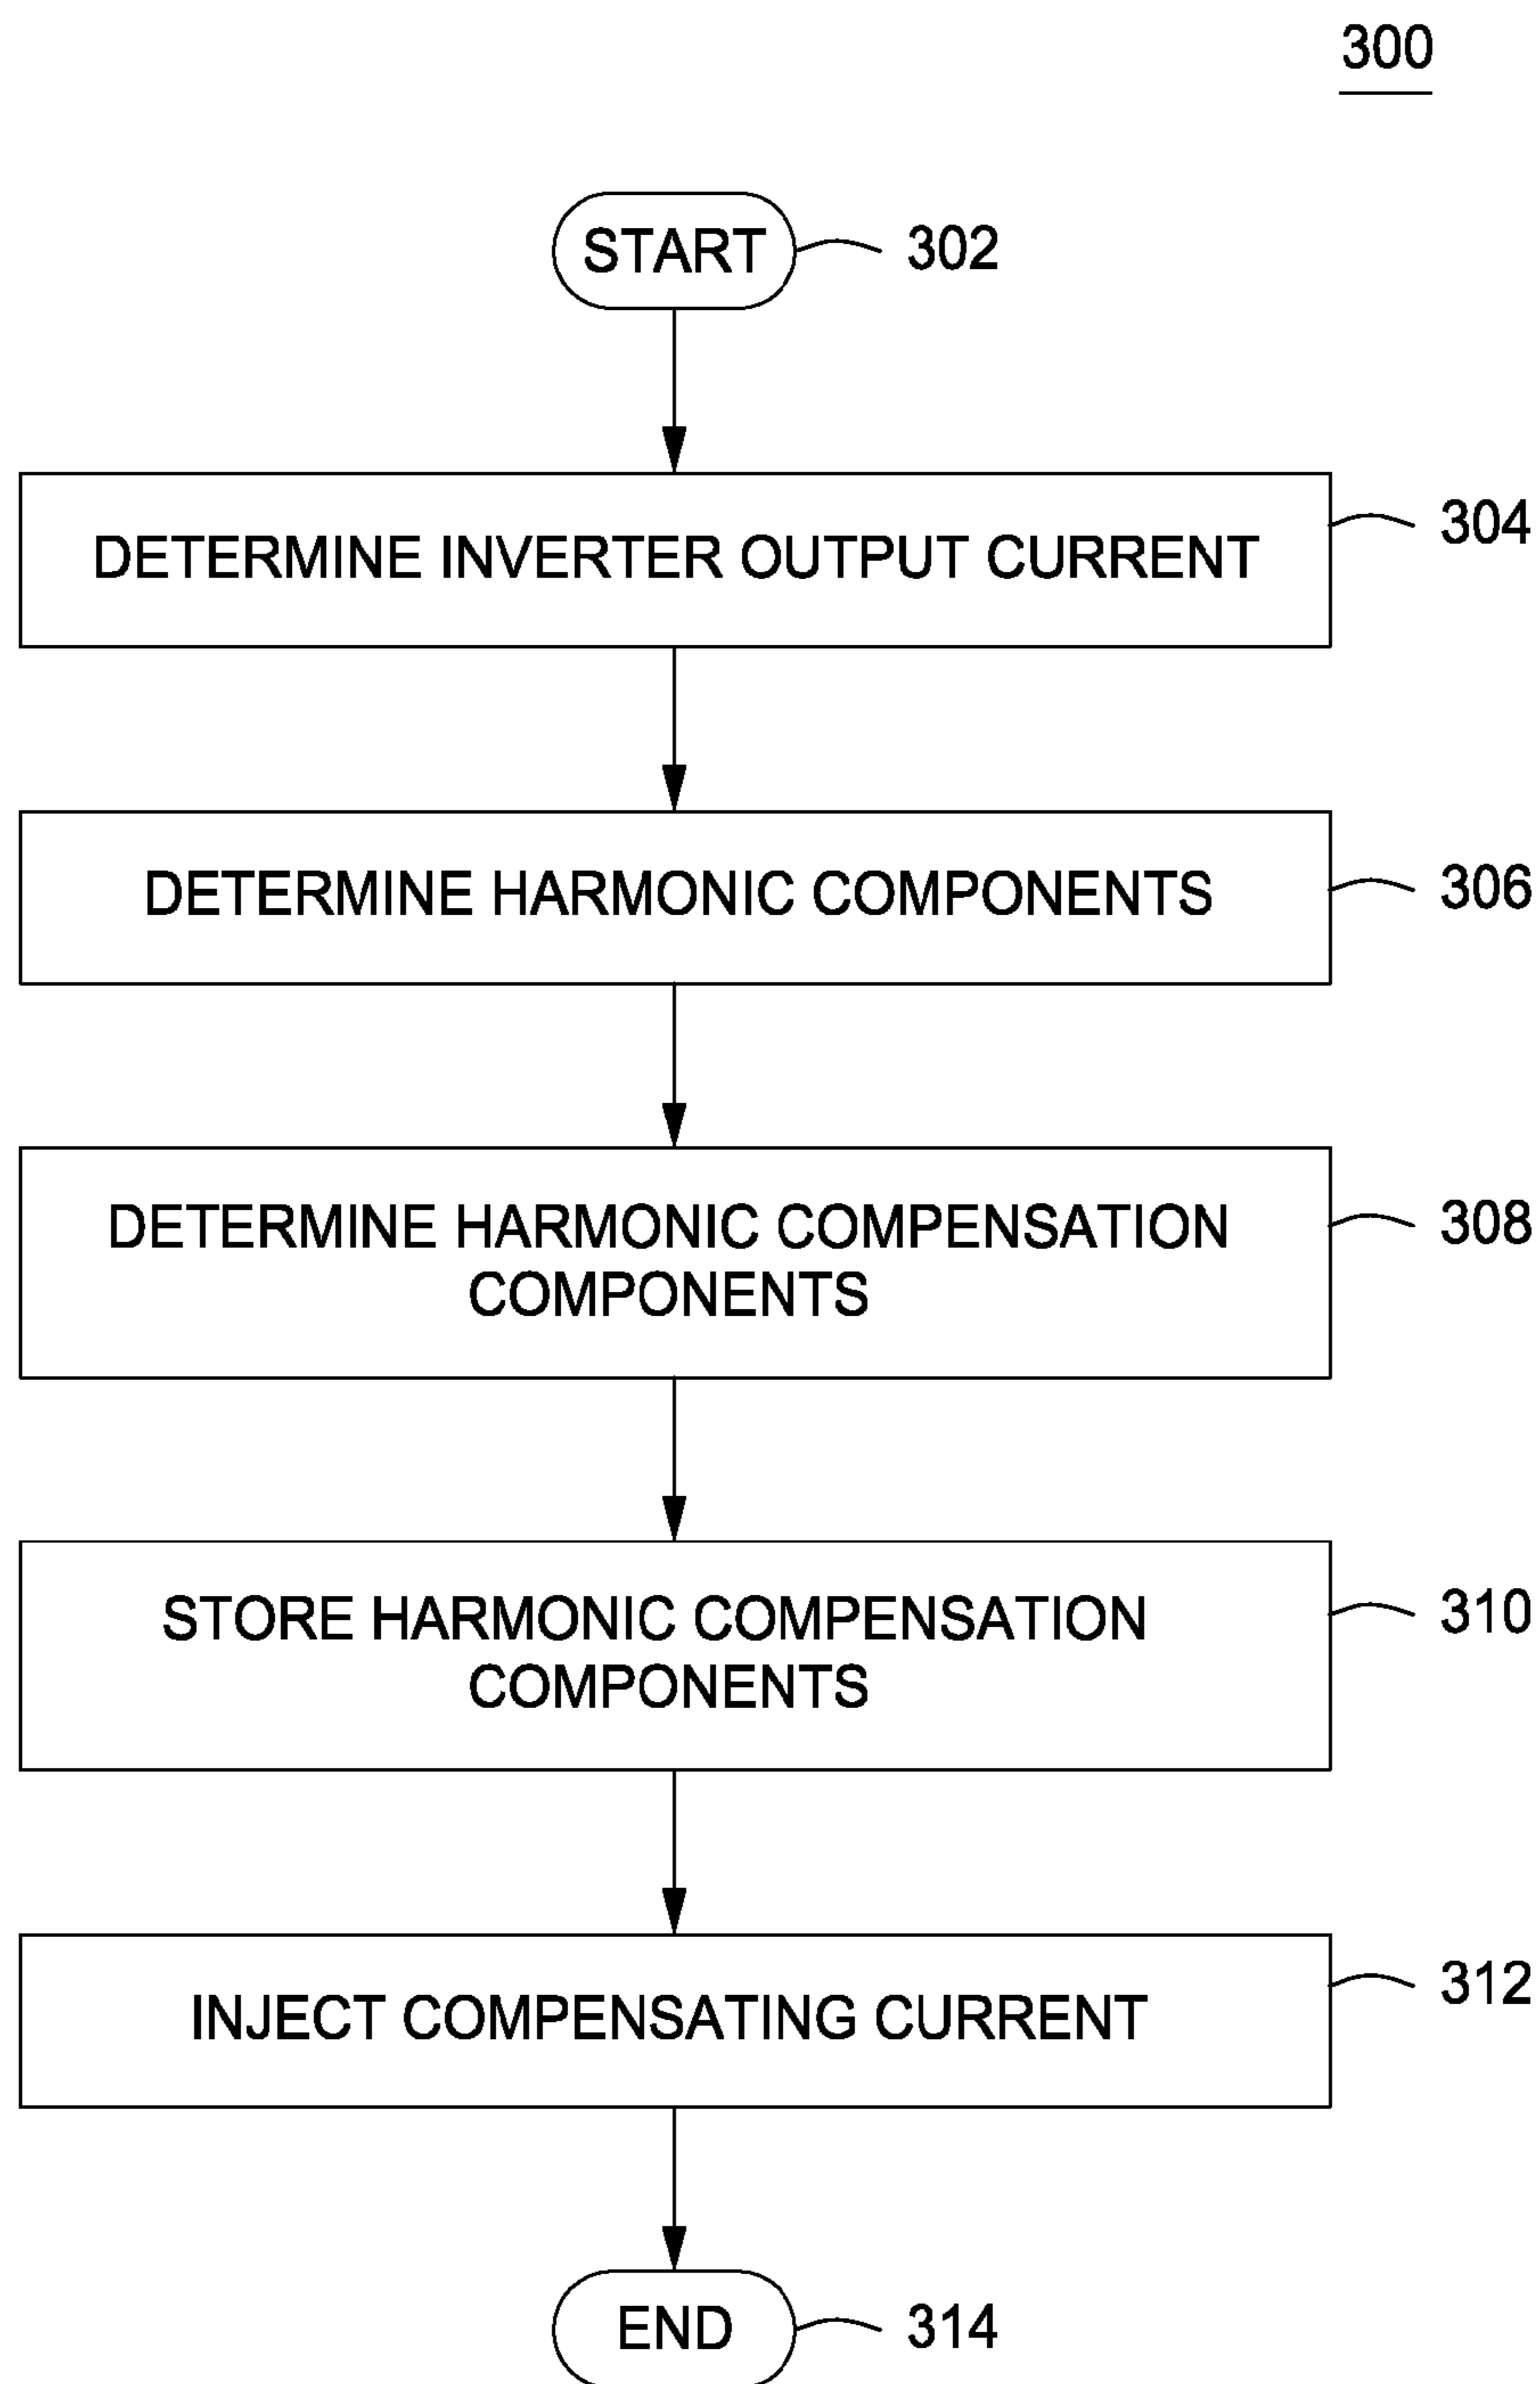 300
START
302
DETERMINE INVERTER OUTPUT CURRENT
304
DETERMINE HARMONIC COMPONENTS
306
DETERMINE HARMONIC COMPENSATION
COMPONENTS
308
STORE HARMONIC COMPENSATION
COMPONENTS
310
INJECT COMPENSATING CURRENT
312
END
314